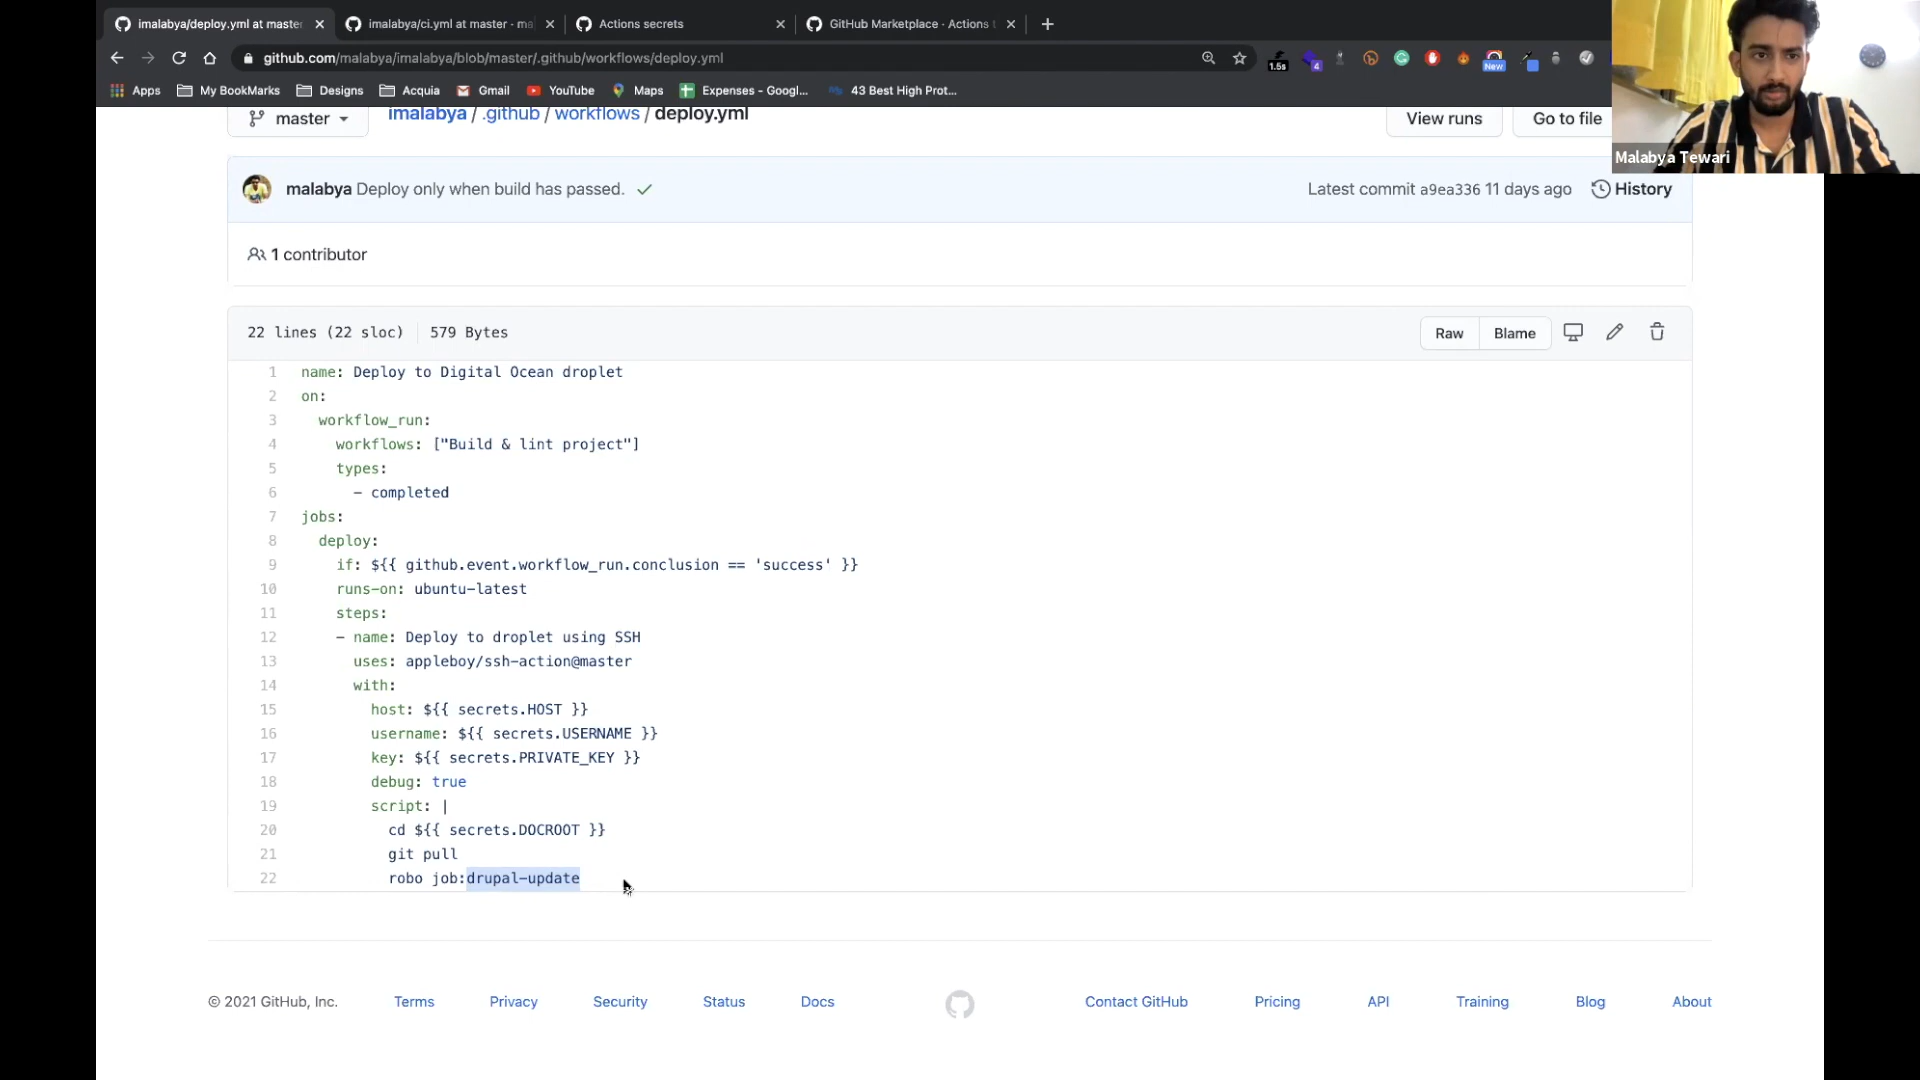 imalabya/deploy.yml at master
imalabya/ci.yml at master · ma
Actions secrets
GitHub Marketplace · Actions t
github.com/malabya/imalabya/blob/master/.github/workflows/deploy.yml
1.5s
4
New
Apps
My BookMarks
Designs
Acquia
Gmail
YouTube
Maps
Expenses - Googl...
43 Best High Prot...
Malabya Tewari
master
imalabya / .github / workflows / deploy.yml
View runs
Go to file
malabya Deploy only when build has passed.
Latest commit a9ea336 11 days ago
History
1 contributor
22 lines (22 sloc)
579 Bytes
Raw
Blame
1 name: Deploy to Digital Ocean droplet
2 on:
3 workflow_run:
4 workflows: ["Build & lint project"]
5 types:
6 - completed
7 jobs:
8 deploy:
9 if: ${{ github.event.workflow_run.conclusion == 'success' }}
10 runs-on: ubuntu-latest
11 steps:
12 - name: Deploy to droplet using SSH
13 uses: appleboy/ssh-action@master
14 with:
15 host: ${{ secrets.HOST }}
16 username: ${{ secrets.USERNAME }}
17 key: ${{ secrets.PRIVATE_KEY }}
18 debug: true
19 script: |
20 cd ${{ secrets.DOCROOT }}
21 git pull
22 robo job:drupal-update
© 2021 GitHub, Inc.
Terms
Privacy
Security
Status
Docs
Contact GitHub
Pricing
API
Training
Blog
About